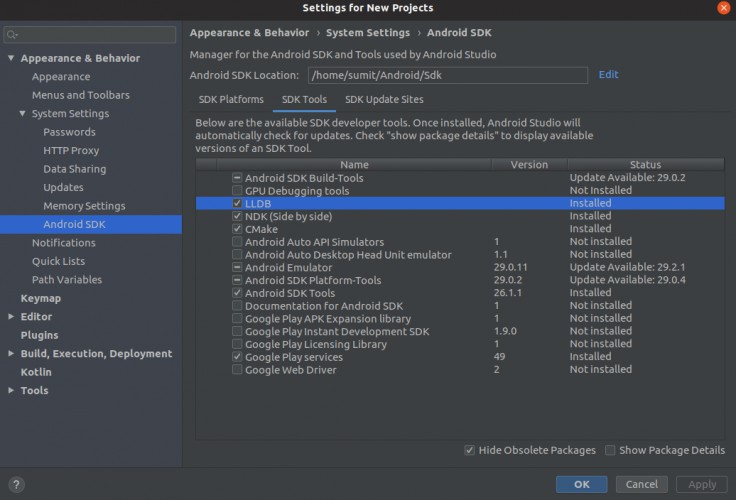 Settings for New Projects
Appearance & Behavior
Appearance
Menus and Toolbars
System Settings
Passwords
HTTP Proxy
Data Sharing
Updates
Memory Settings
Android SDK
Notifications
Quick Lists
Path Variables
Keymap
Editor
Plugins
Build, Execution, Deployment
Kotlin
Tools
Appearance & Behavior › System Settings › Android SDK
Manager for the Android SDK and Tools used by Android Studio
Android SDK Location: /home/sumit/Android/Sdk Edit
SDK Platforms SDK Tools SDK Update Sites
Below are the available SDK developer tools. Once installed, Android Studio will
automatically check for updates. Check "show package details" to display available
versions of an SDK Tool.
Name Version Status
Android SDK Build-Tools Update Available: 29.0.2
GPU Debugging tools Not Installed
LLDB Installed
NDK (Side by side) Installed
CMake Installed
Android Auto API Simulators 1 Not installed
Android Auto Desktop Head Unit emulator 1.1 Not installed
Android Emulator 29.0.11 Update Available: 29.2.1
Android SDK Platform-Tools 29.0.2 Update Available: 29.0.4
Android SDK Tools 26.1.1 Installed
Documentation for Android SDK 1 Not installed
Google Play APK Expansion library 1 Not installed
Google Play Instant Development SDK 1.9.0 Not installed
Google Play Licensing Library 1 Not installed
Google Play services 49 Installed
Google Web Driver 2 Not installed
Hide Obsolete Packages Show Package Details
? OK Cancel Apply